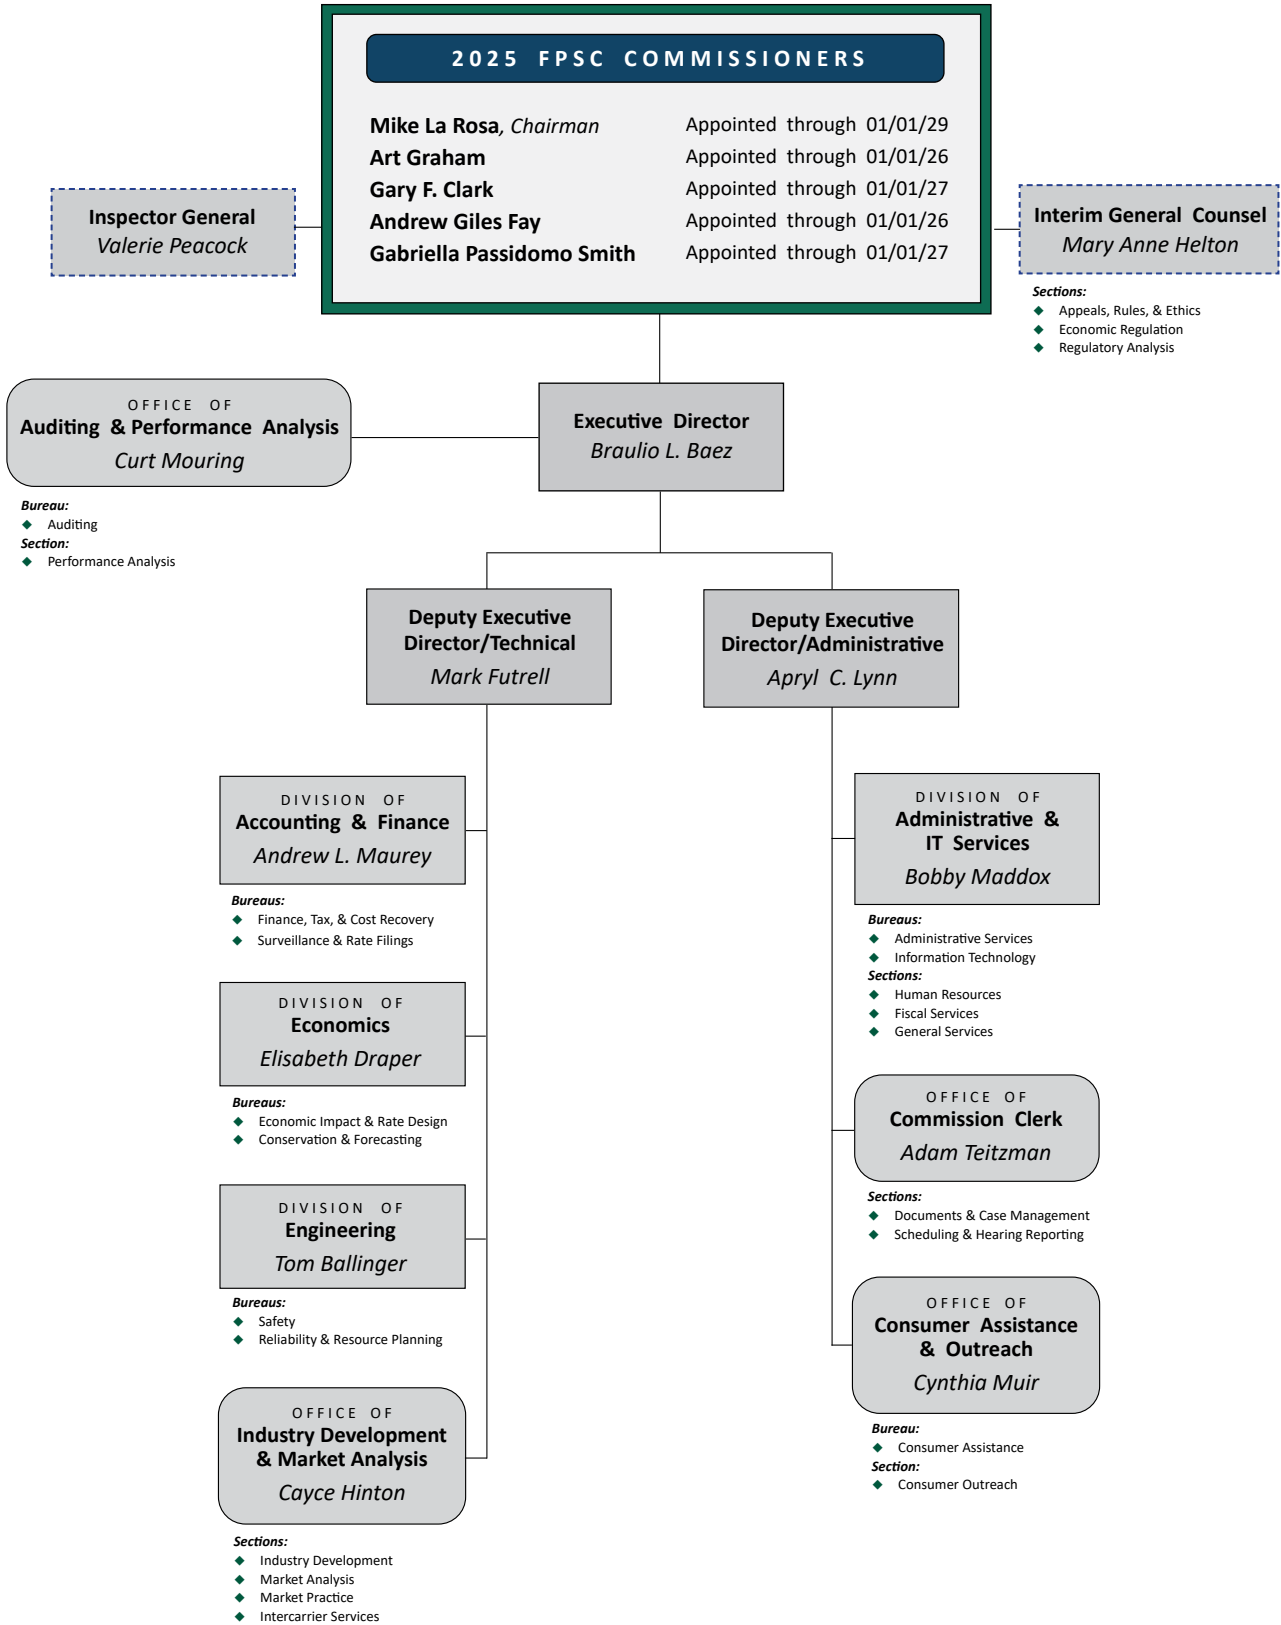 2025 FPSC COMMISSIONERS
Mike La Rosa, Chairman Appointed through 01/01/29
Art Graham Appointed through 01/01/26
Gary F. Clark Appointed through 01/01/27
Andrew Giles Fay Appointed through 01/01/26
Gabriella Passidomo Smith Appointed through 01/01/27
Inspector General
Valerie Peacock
Interim General Counsel
Mary Anne Helton
Sections:
Appeals, Rules, & Ethics
Economic Regulation
Regulatory Analysis
OFFICE OF
Auditing & Performance Analysis
Curt Mouring
Bureau:
Auditing
Section:
Performance Analysis
Executive Director
Braulio L. Baez
Deputy Executive
Director/Technical
Mark Futrell
Deputy Executive
Director/Administrative
Apryl C. Lynn
DIVISION OF
Accounting & Finance
Andrew L. Maurey
Bureaus:
Finance, Tax, & Cost Recovery
Surveillance & Rate Filings
DIVISION OF
Economics
Elisabeth Draper
Bureaus:
Economic Impact & Rate Design
Conservation & Forecasting
DIVISION OF
Engineering
Tom Ballinger
Bureaus:
Safety
Reliability & Resource Planning
OFFICE OF
Industry Development
& Market Analysis
Cayce Hinton
Sections:
Industry Development
Market Analysis
Market Practice
Intercarrier Services
DIVISION OF
Administrative &
IT Services
Bobby Maddox
Bureaus:
Administrative Services
Information Technology
Sections:
Human Resources
Fiscal Services
General Services
OFFICE OF
Commission Clerk
Adam Teitzman
Sections:
Documents & Case Management
Scheduling & Hearing Reporting
OFFICE OF
Consumer Assistance
& Outreach
Cynthia Muir
Bureau:
Consumer Assistance
Section:
Consumer Outreach